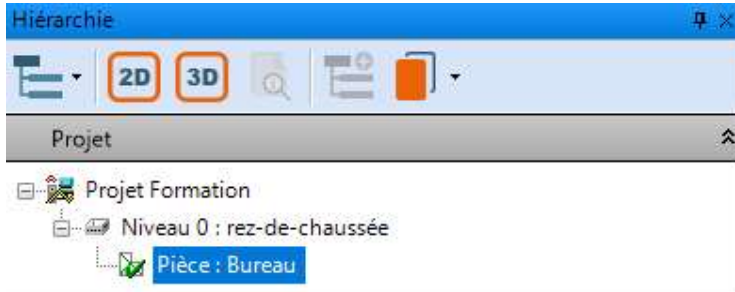 Hiérarchie
2D 3D
Projet
Projet Formation
Niveau 0 : rez-de-chaussée
Pièce : Bureau